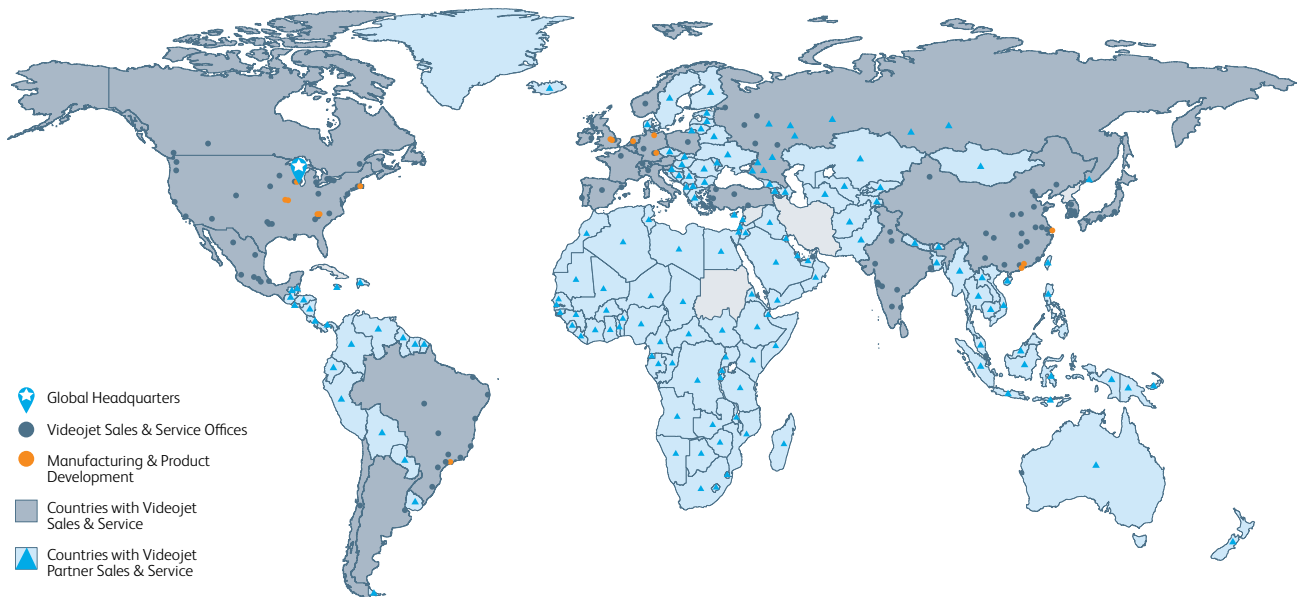 Global Headquarters
Videojet Sales & Service Offices
Manufacturing & Product
Development
Countries with Videojet
Sales & Service
Countries with Videojet
Partner Sales & Service